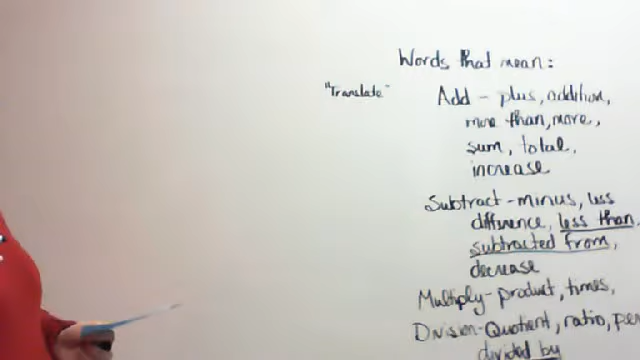 Words that mean:
"Translate"
Add - plus, addition,
more than, more,
sum, total,
increase
Subtract - minus, less
difference, less than,
subtracted from,
decrease
Multiply - product, times,
Division - Quotient, ratio, per
divided by